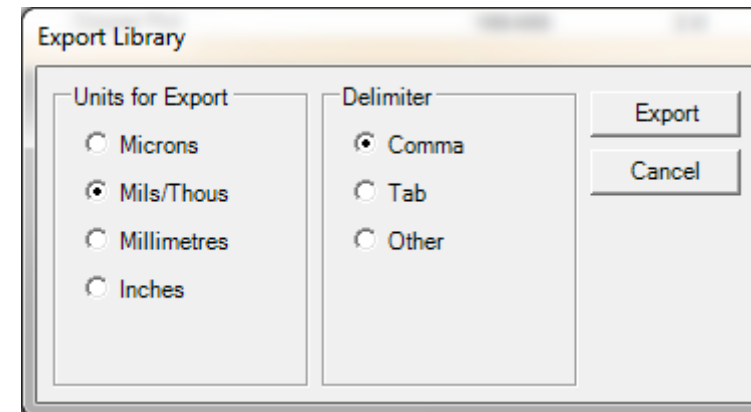 Export Library
Units for Export
Microns
Mils/Thous
Millimetres
Inches
Delimiter
Comma
Tab
Other
Export
Cancel